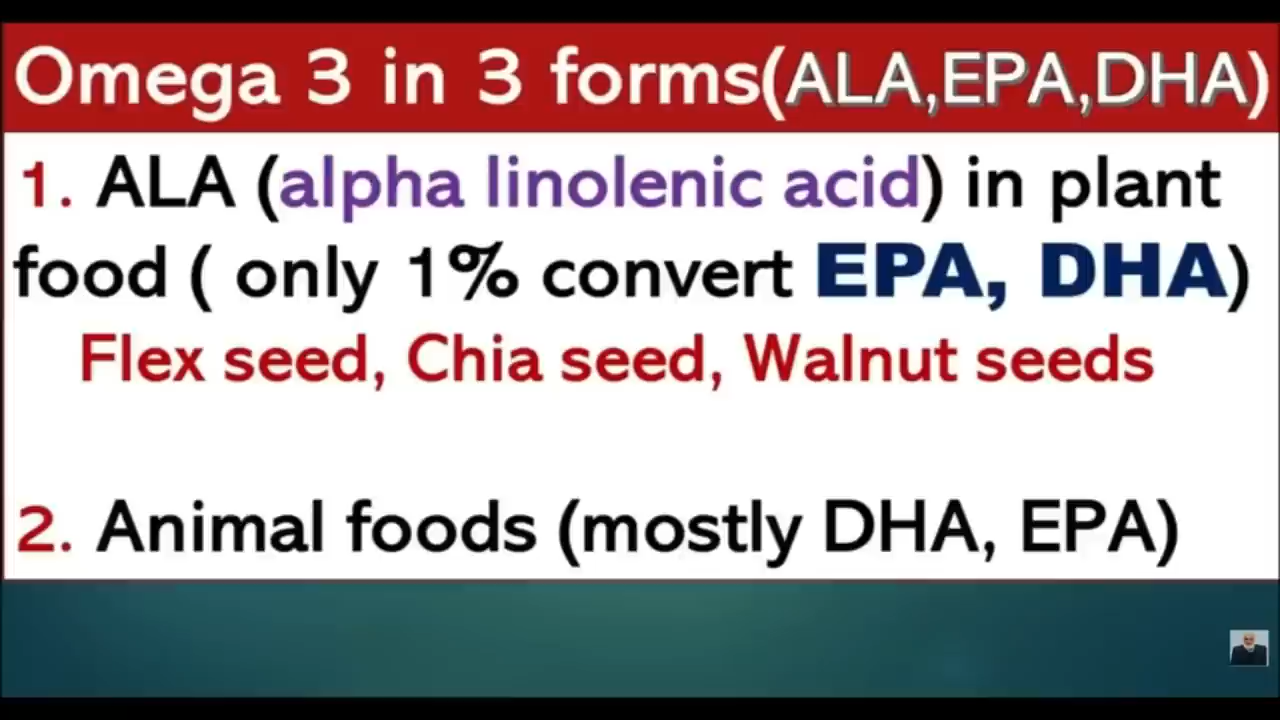 Omega 3 in 3 forms(ALA,EPA,DHA)
1. ALA (alpha linolenic acid) in plant
food ( only 1% convert EPA, DHA)
Flex seed, Chia seed, Walnut seeds
2. Animal foods (mostly DHA, EPA)